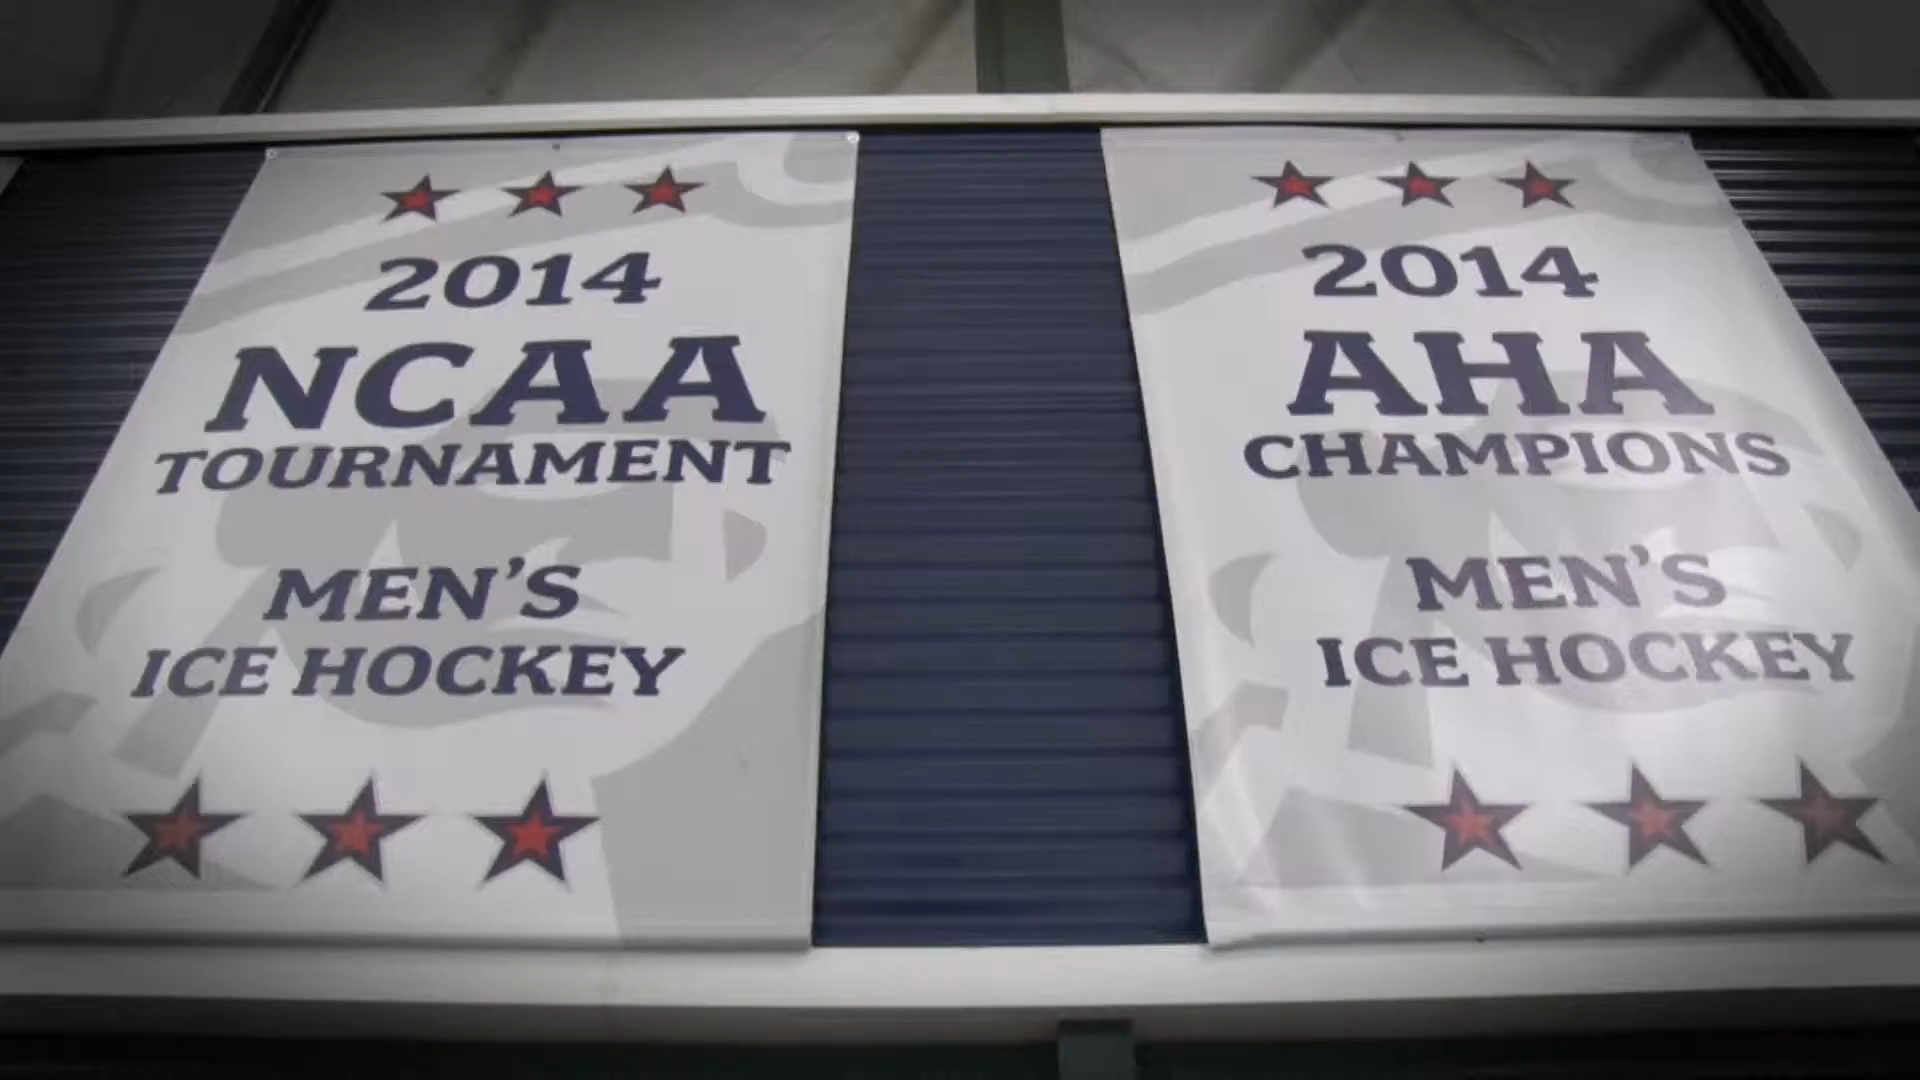 2014
NCAA
TOURNAMENT
MEN'S
ICE HOCKEY
2014
AHA
CHAMPIONS
MEN'S
ICE HOCKEY